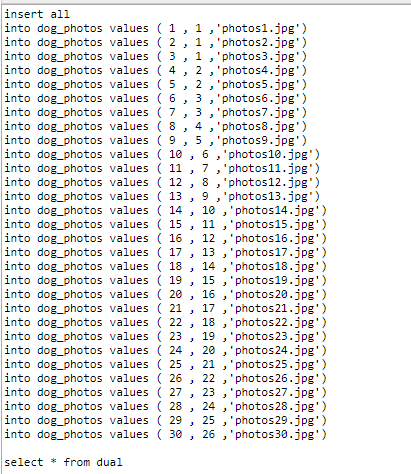 insert all
into dog_photos values ( 1 , 1 ,'photos1.jpg')
into dog_photos values ( 2 , 1 ,'photos2.jpg')
into dog_photos values ( 3 , 1 ,'photos3.jpg')
into dog_photos values ( 4 , 2 ,'photos4.jpg')
into dog_photos values ( 5 , 2 ,'photos5.jpg')
into dog_photos values ( 6 , 3 ,'photos6.jpg')
into dog_photos values ( 7 , 3 ,'photos7.jpg')
into dog_photos values ( 8 , 4 ,'photos8.jpg')
into dog_photos values ( 9 , 5 ,'photos9.jpg')
into dog_photos values ( 10 , 6 ,'photos10.jpg')
into dog_photos values ( 11 , 7 ,'photos11.jpg')
into dog_photos values ( 12 , 8 ,'photos12.jpg')
into dog_photos values ( 13 , 9 ,'photos13.jpg')
into dog_photos values ( 14 , 10 ,'photos14.jpg')
into dog_photos values ( 15 , 11 ,'photos15.jpg')
into dog_photos values ( 16 , 12 ,'photos16.jpg')
into dog_photos values ( 17 , 13 ,'photos17.jpg')
into dog_photos values ( 18 , 14 ,'photos18.jpg')
into dog_photos values ( 19 , 15 ,'photos19.jpg')
into dog_photos values ( 20 , 16 ,'photos20.jpg')
into dog_photos values ( 21 , 17 ,'photos21.jpg')
into dog_photos values ( 22 , 18 ,'photos22.jpg')
into dog_photos values ( 23 , 19 ,'photos23.jpg')
into dog_photos values ( 24 , 20 ,'photos24.jpg')
into dog_photos values ( 25 , 21 ,'photos25.jpg')
into dog_photos values ( 26 , 22 ,'photos26.jpg')
into dog_photos values ( 27 , 23 ,'photos27.jpg')
into dog_photos values ( 28 , 24 ,'photos28.jpg')
into dog_photos values ( 29 , 25 ,'photos29.jpg')
into dog_photos values ( 30 , 26 ,'photos30.jpg')

select * from dual